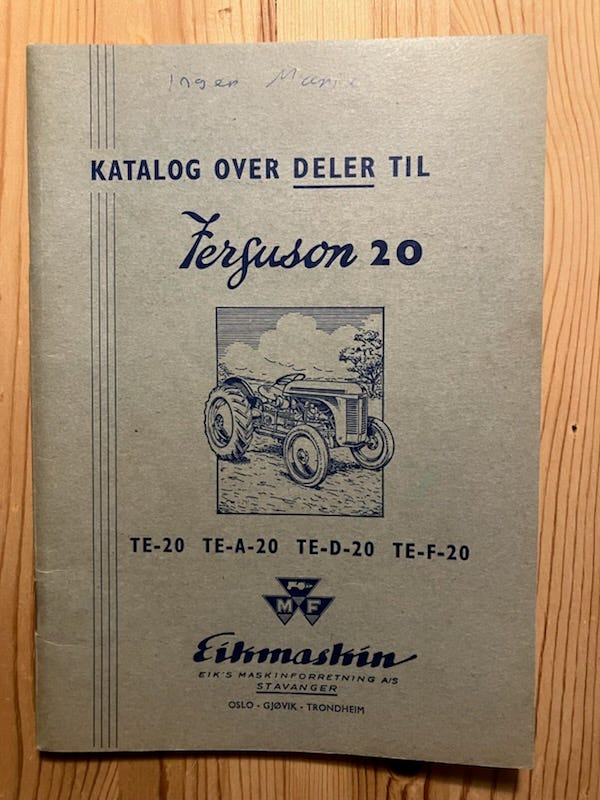 Inger Marie
KATALOG OVER DELER TIL
Ferguson 20
TE-20 TE-A-20 TE-D-20 TE-F-20
M F
Eikmaskin
EIK'S MASKINFORRETNING A/S
STAVANGER
OSLO - GJØVIK - TRONDHEIM